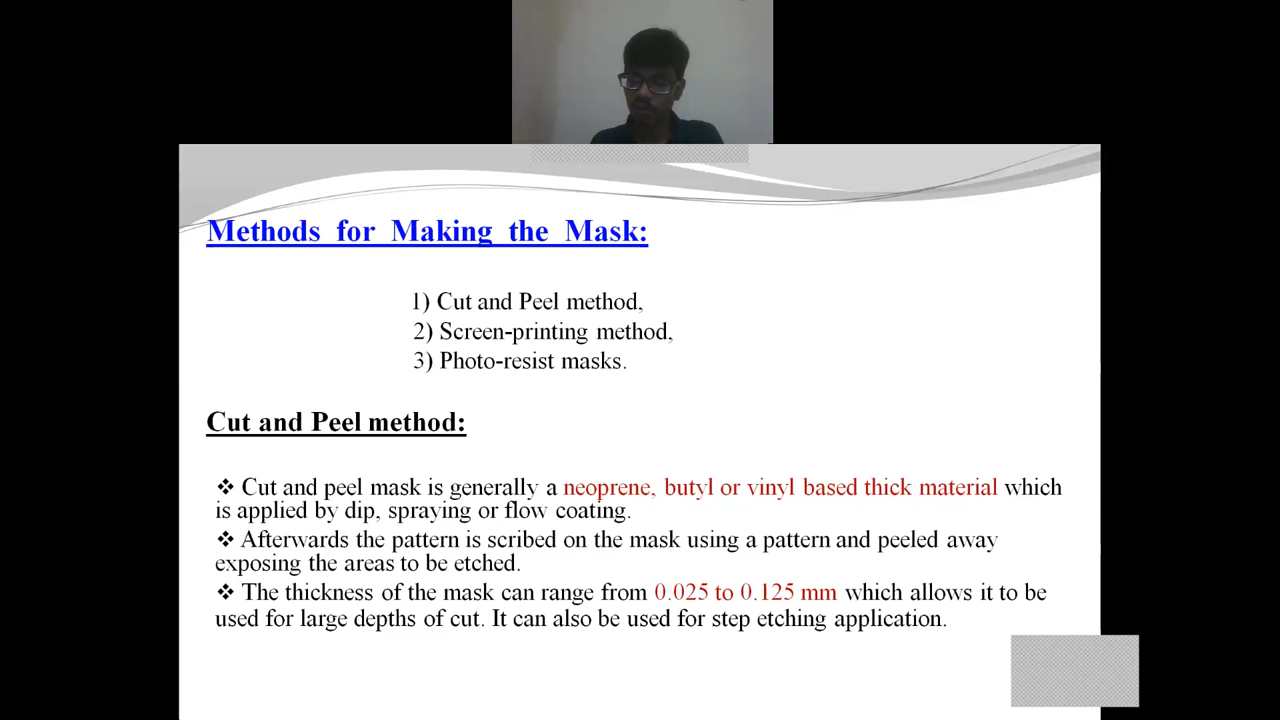 Methods for Making the Mask:
1) Cut and Peel method,
2) Screen-printing method,
3) Photo-resist masks.
Cut and Peel method:
❖ Cut and peel mask is generally a neoprene, butyl or vinyl based thick material which
is applied by dip, spraying or flow coating.
❖ Afterwards the pattern is scribed on the mask using a pattern and peeled away
exposing the areas to be etched.
❖ The thickness of the mask can range from 0.025 to 0.125 mm which allows it to be
used for large depths of cut. It can also be used for step etching application.